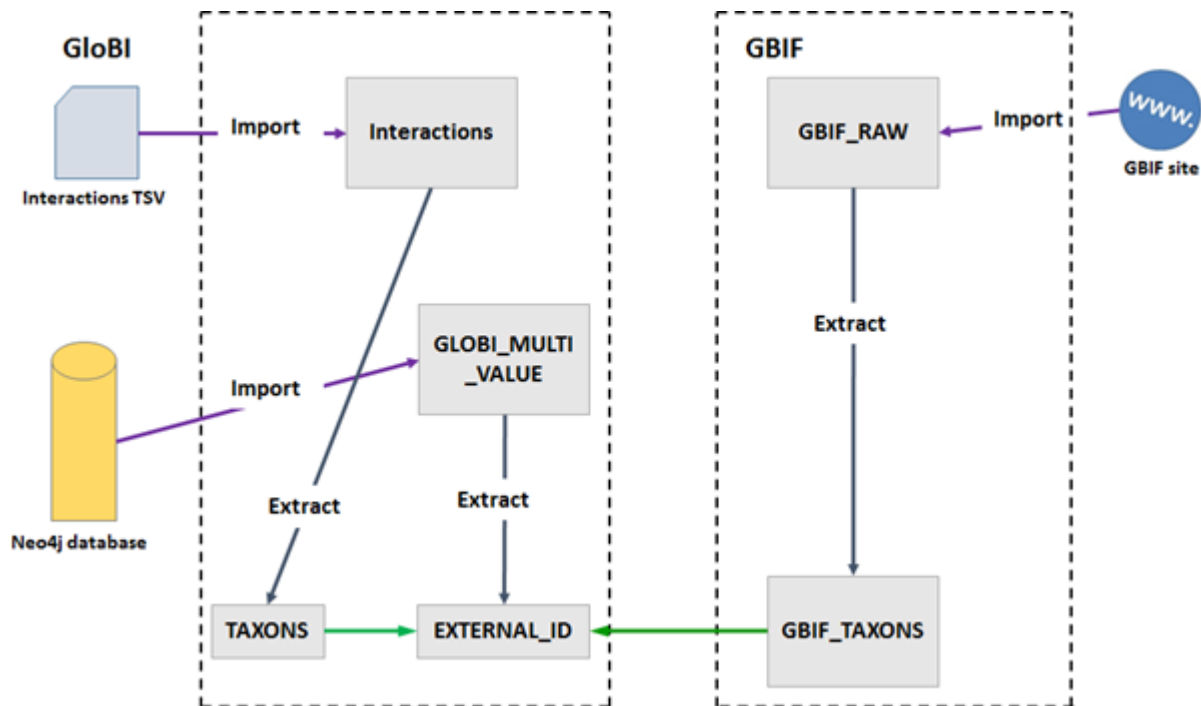 GloBI
GBIF
Import
Interactions
GBIF_RAW
Import
www.
Interactions TSV
GBIF site
Extract
GLOBI_MULTI
_VALUE
Import
Extract
Extract
Neo4j database
TAXONS
EXTERNAL_ID
GBIF_TAXONS